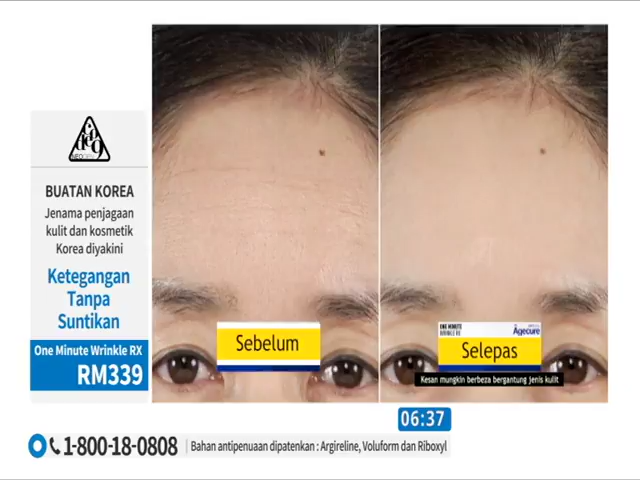 BUATAN KOREA
Jenama penjagaan
kulit dan kosmetik
Korea diyakini
Ketegangan
Tanpa
Suntikan
One Minute Wrinkle RX
RM339
Sebelum
ONE MINUTE
WRINKLE RX
Agecure
Selepas
Kesan mungkin berbeza bergantung jenis kulit
06:37
1-800-18-0808
Bahan antipenuaan dipatenkan : Argireline, Voluform dan Riboxyl